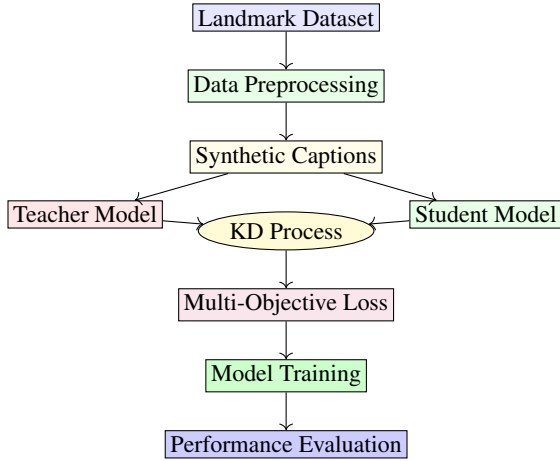 Landmark Dataset
Data Preprocessing
Synthetic Captions
Teacher Model
KD Process
Student Model
Multi-Objective Loss
Model Training
Performance Evaluation